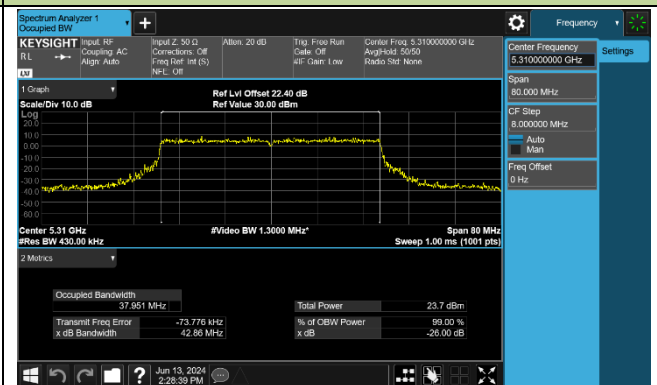 Spectrum Analyzer 1
Occupied BW
+
Frequency
KEYSIGHT
RL
LXI
Input: RF
Coupling: AC
Align: Auto
Input Z: 50 Ω
Corrections: Off
Freq Ref: Int (S)
NFE: Off
Atten: 20 dB
Trig: Free Run
Gate: Off
#IF Gain: Low
Center Freq: 5.310000000 GHz
Avg|Hold: 50/50
Radio Std: None
Center Frequency
5.310000000 GHz
Settings
Span
80.000 MHz
CF Step
8.000000 MHz
Auto
Man
Freq Offset
0 Hz
1 Graph
Scale/Div 10.0 dB
Ref Lvl Offset 22.40 dB
Ref Value 30.00 dBm
Log
20.0
10.0
0.00
-10.0
-20.0
-30.0
-40.0
-50.0
-60.0
Center 5.31 GHz
#Res BW 430.00 kHz
#Video BW 1.3000 MHz*
Span 80 MHz
Sweep 1.00 ms (1001 pts)
2 Metrics
Occupied Bandwidth
37.951 MHz
Total Power 23.7 dBm
Transmit Freq Error -73.776 kHz
% of OBW Power 99.00 %
x dB Bandwidth 42.86 MHz
x dB -26.00 dB
?
Jun 13, 2024
2:28:39 PM